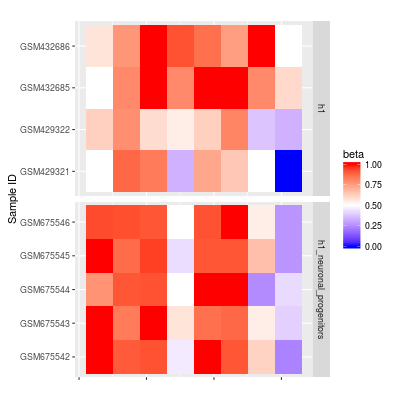 GSM432686
GSM432685
GSM429322
GSM429321
h1
GSM675546
GSM675545
GSM675544
GSM675543
GSM675542
h1_neuronal_progenitors
Sample ID
beta
1.00
0.75
0.50
0.25
0.00